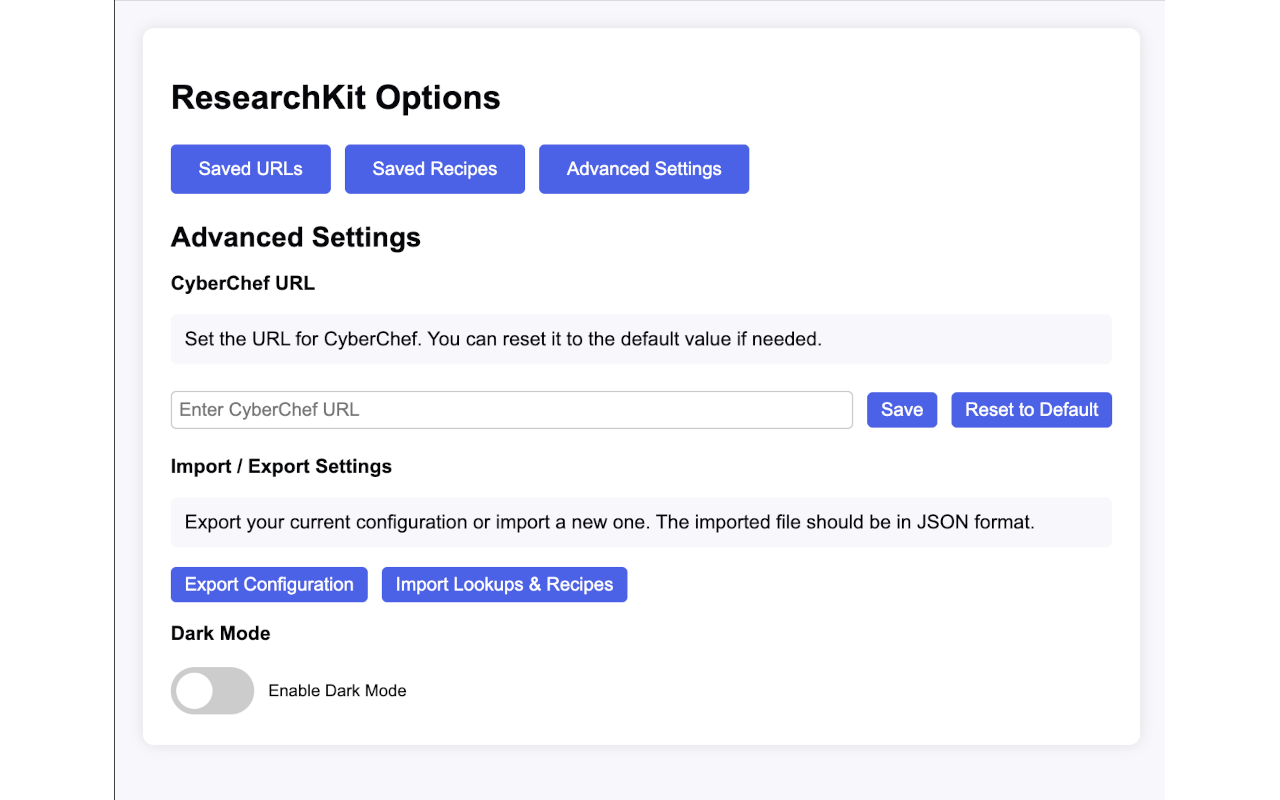 ResearchKit Options
Saved URLs Saved Recipes Advanced Settings
Advanced Settings
CyberChef URL
Set the URL for CyberChef. You can reset it to the default value if needed.
Enter CyberChef URL Save Reset to Default
Import / Export Settings
Export your current configuration or import a new one. The imported file should be in JSON format.
Export Configuration Import Lookups & Recipes
Dark Mode
Enable Dark Mode